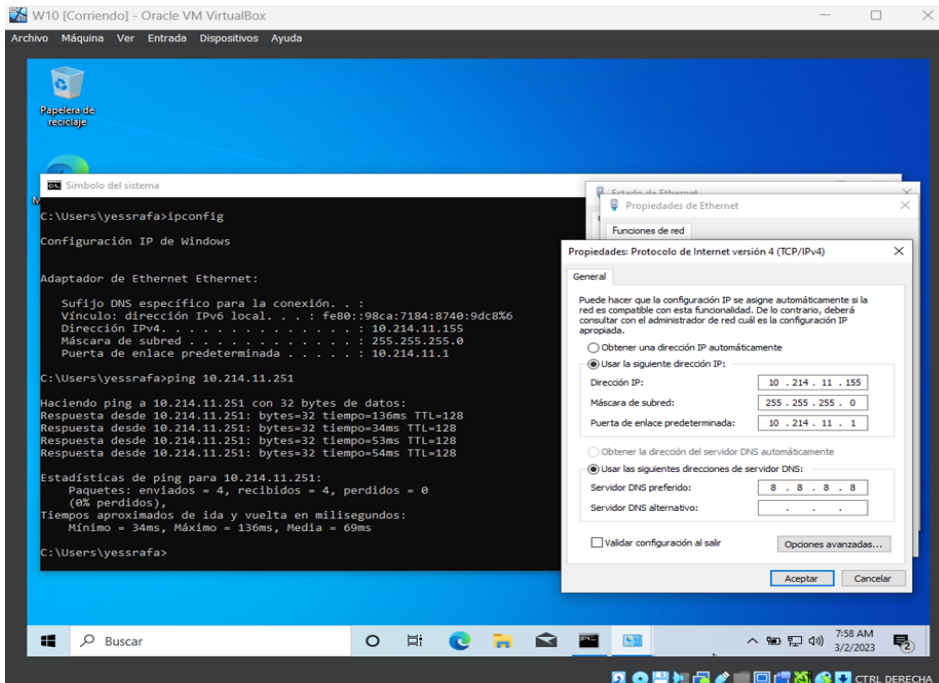 W10 [Corriendo] - Oracle VM VirtualBox
Archivo Máquina Ver Entrada Dispositivos Ayuda
Papelera de
reciclaje
Símbolo del sistema
C:\Users\yessrafa>ipconfig
Configuración IP de Windows
Adaptador de Ethernet Ethernet:
Sufijo DNS específico para la conexión. . :
Vínculo: dirección IPv6 local. . . : fe80::98ca:7184:8740:9dc8%6
Dirección IPv4. . . . . . . . . . . . . . : 10.214.11.155
Máscara de subred . . . . . . . . . . . . : 255.255.255.0
Puerta de enlace predeterminada . . . . . : 10.214.11.1
C:\Users\yessrafa>ping 10.214.11.251
Haciendo ping a 10.214.11.251 con 32 bytes de datos:
Respuesta desde 10.214.11.251: bytes=32 tiempo=136ms TTL=128
Respuesta desde 10.214.11.251: bytes=32 tiempo=34ms TTL=128
Respuesta desde 10.214.11.251: bytes=32 tiempo=53ms TTL=128
Respuesta desde 10.214.11.251: bytes=32 tiempo=54ms TTL=128
Estadísticas de ping para 10.214.11.251:
Paquetes: enviados = 4, recibidos = 4, perdidos = 0
(0% perdidos),
Tiempos aproximados de ida y vuelta en milisegundos:
Mínimo = 34ms, Máximo = 136ms, Media = 69ms
C:\Users\yessrafa>
Estado de Ethernet
Propiedades de Ethernet
Funciones de red
Propiedades: Protocolo de Internet versión 4 (TCP/IPv4)
General
Puede hacer que la configuración IP se asigne automáticamente si la
red es compatible con esta funcionalidad. De lo contrario, deberá
consultar con el administrador de red cuál es la configuración IP
apropiada.
Obtener una dirección IP automáticamente
Usar la siguiente dirección IP:
Dirección IP: 10 . 214 . 11 . 155
Máscara de subred: 255 . 255 . 255 . 0
Puerta de enlace predeterminada: 10 . 214 . 11 . 1
Obtener la dirección del servidor DNS automáticamente
Usar las siguientes direcciones de servidor DNS:
Servidor DNS preferido: 8 . 8 . 8 . 8
Servidor DNS alternativo: . . .
Validar configuración al salir
Opciones avanzadas...
Aceptar Cancelar
Buscar
7:58 AM
3/2/2023
2
CTRL DERECHA